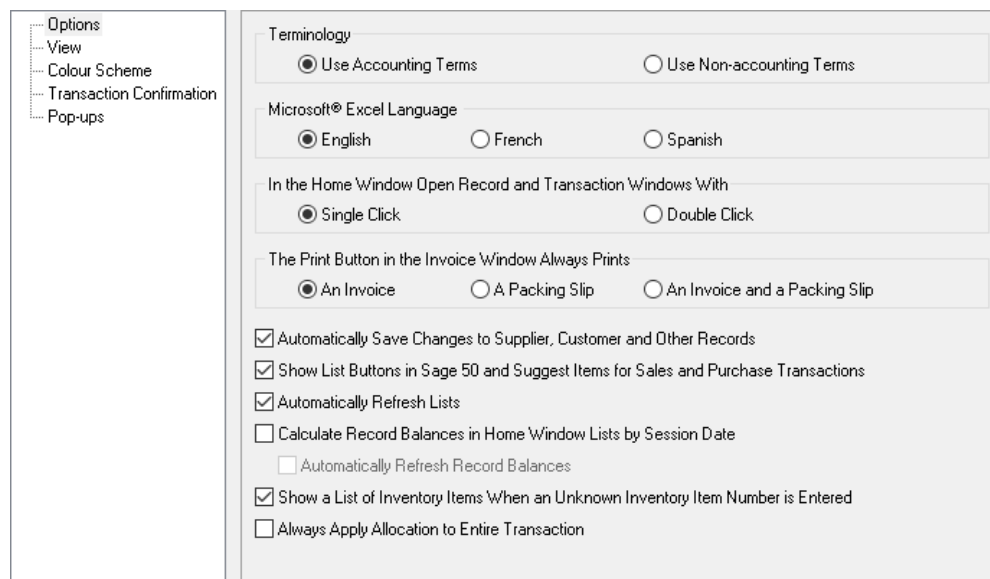 Options
View
Colour Scheme
Transaction Confirmation
Pop-ups
Terminology
Use Accounting Terms Use Non-accounting Terms
Microsoft® Excel Language
English French Spanish
In the Home Window Open Record and Transaction Windows With
Single Click Double Click
The Print Button in the Invoice Window Always Prints
An Invoice A Packing Slip An Invoice and a Packing Slip
Automatically Save Changes to Supplier, Customer and Other Records
Show List Buttons in Sage 50 and Suggest Items for Sales and Purchase Transactions
Automatically Refresh Lists
Calculate Record Balances in Home Window Lists by Session Date
Automatically Refresh Record Balances
Show a List of Inventory Items When an Unknown Inventory Item Number is Entered
Always Apply Allocation to Entire Transaction